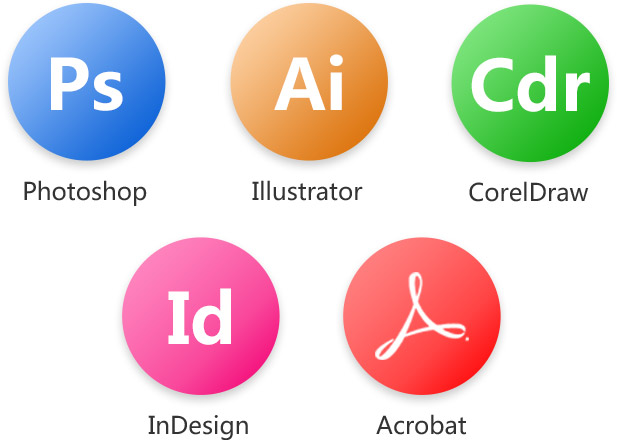 Ps
Ai
Cdr
Photoshop
Illustrator
CorelDraw
Id
InDesign
Acrobat